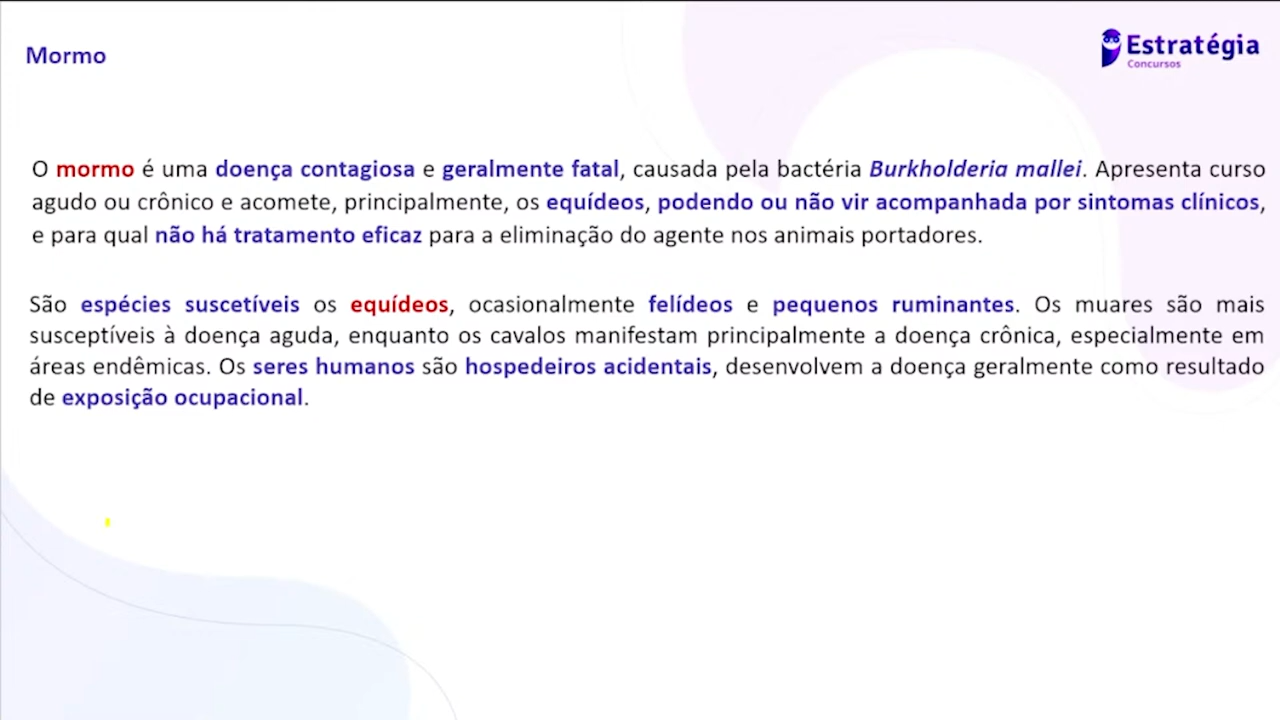 Mormo
Estratégia
Concursos
O mormo é uma doença contagiosa e geralmente fatal, causada pela bactéria Burkholderia mallei. Apresenta curso
agudo ou crônico e acomete, principalmente, os equídeos, podendo ou não vir acompanhada por sintomas clínicos,
e para qual não há tratamento eficaz para a eliminação do agente nos animais portadores.
São espécies suscetíveis os equídeos, ocasionalmente felídeos e pequenos ruminantes. Os muares são mais
susceptíveis à doença aguda, enquanto os cavalos manifestam principalmente a doença crônica, especialmente em
áreas endêmicas. Os seres humanos são hospedeiros acidentais, desenvolvem a doença geralmente como resultado
de exposição ocupacional.